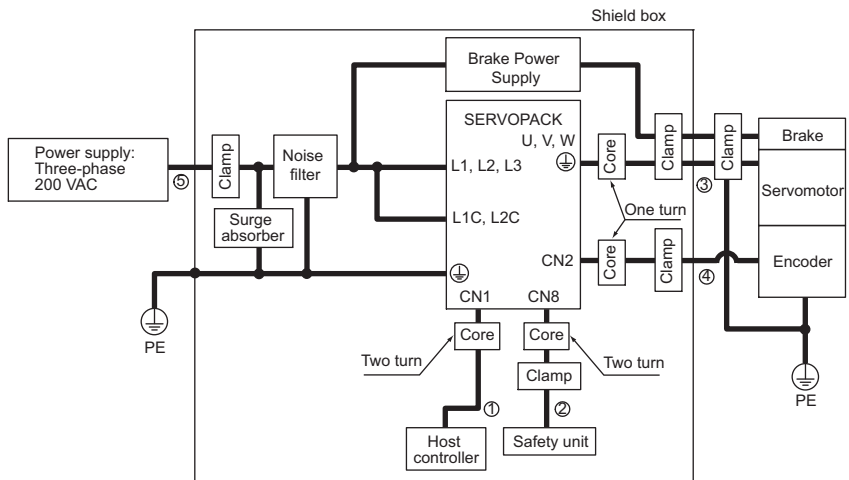 Shield box
Brake Power
Supply
SERVOPACK
U, V, W
Core
Clamp
Clamp
Brake
Power supply:
Three-phase
200 VAC
⑤
Clamp
Noise
filter
L1, L2, L3
③
Servomotor
One turn
Surge
absorber
L1C, L2C
CN2
Core
Clamp
④
Encoder
PE
CN1
CN8
Two turn
Core
Core
Two turn
Clamp
PE
①
②
Host
controller
Safety unit